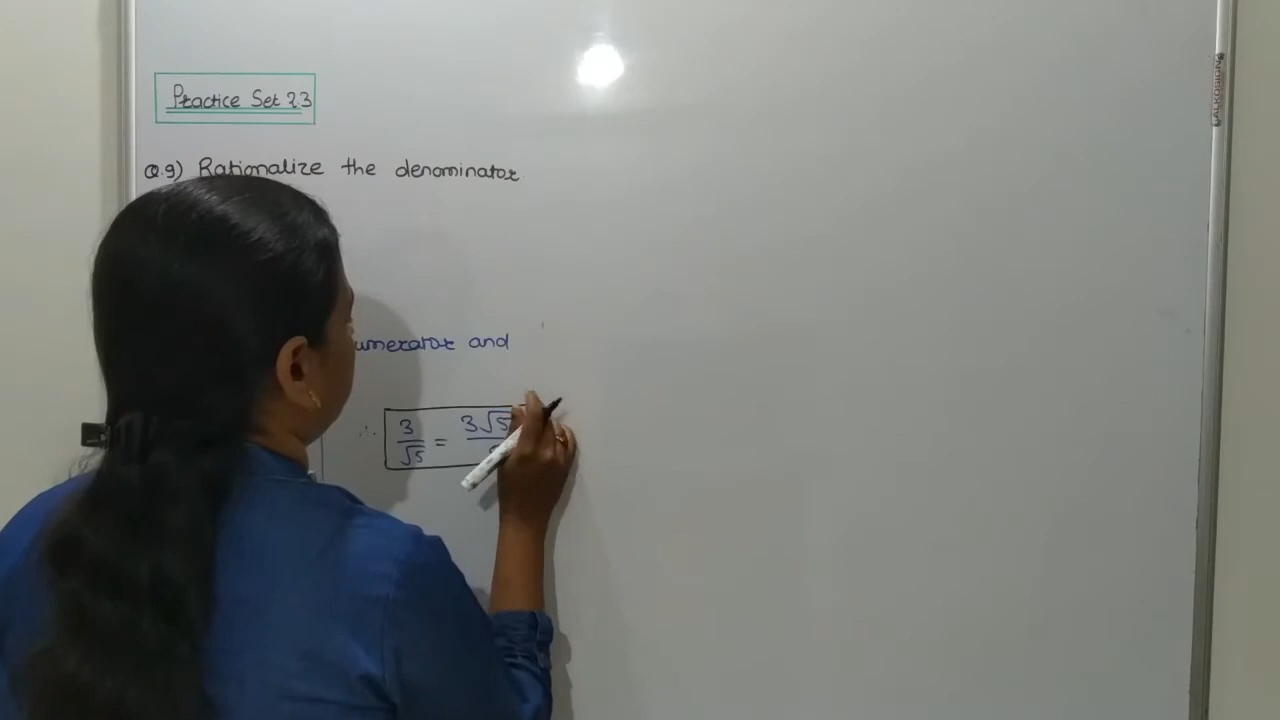 Practice Set 2.3
Q.9) Rationalize the denominator.
umerator and
∴ 3/√5 = 3√5